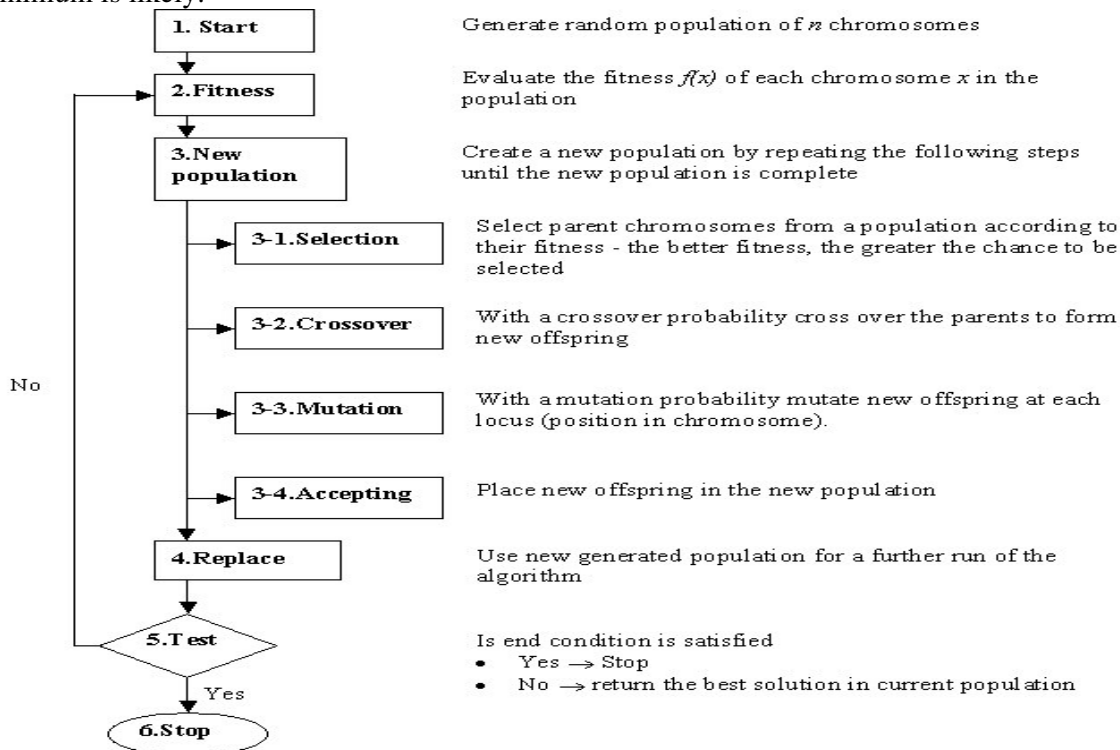 1. Start
Generate random population of n chromosomes
2.Fitness
Evaluate the fitness f(x) of each chromosome x in the
population
3.New
population
Create a new population by repeating the following steps
until the new population is complete
3-1.Selection
Select parent chromosomes from a population according to
their fitness - the better fitness, the greater the chance to be
selected
3-2.Crossover
With a crossover probability cross over the parents to form
new offspring
No
3-3.Mutation
With a mutation probability mutate new offspring at each
locus (position in chromosome).
3-4.Accepting
Place new offspring in the new population
4.Replace
Use new generated population for a further run of the
algorithm
5.Test
Is end condition is satisfied
• Yes → Stop
• No → return the best solution in current population
Yes
6.Stop